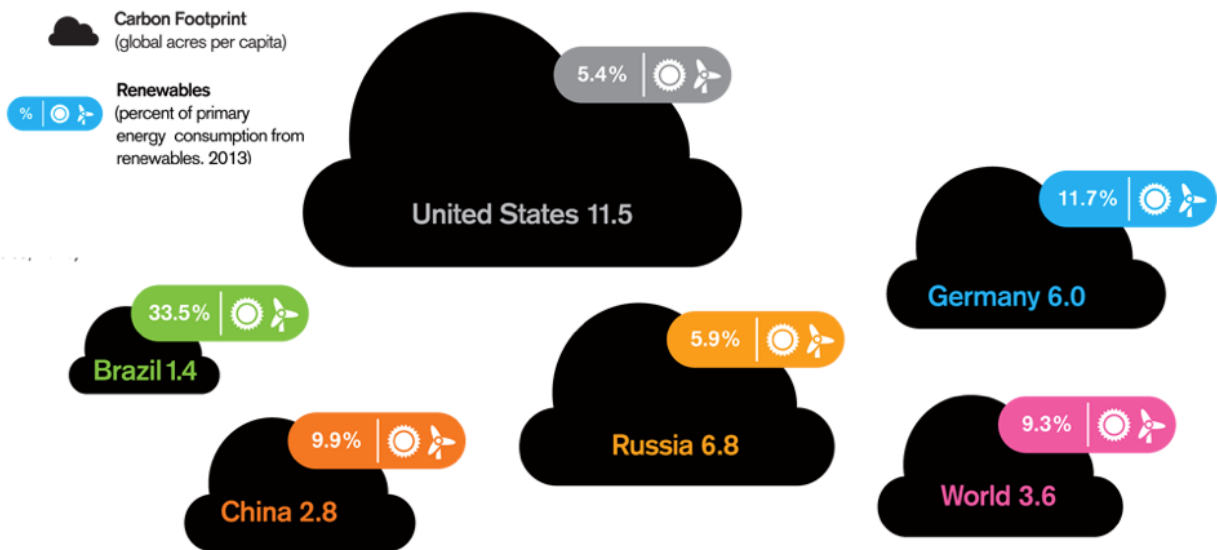 Carbon Footprint
(global acres per capita)
Renewables
(percent of primary
energy consumption from
renewables. 2013)
%
5.4%
United States 11.5
11.7%
Germany 6.0
33.5%
Brazil 1.4
5.9%
Russia 6.8
9.9%
China 2.8
9.3%
World 3.6